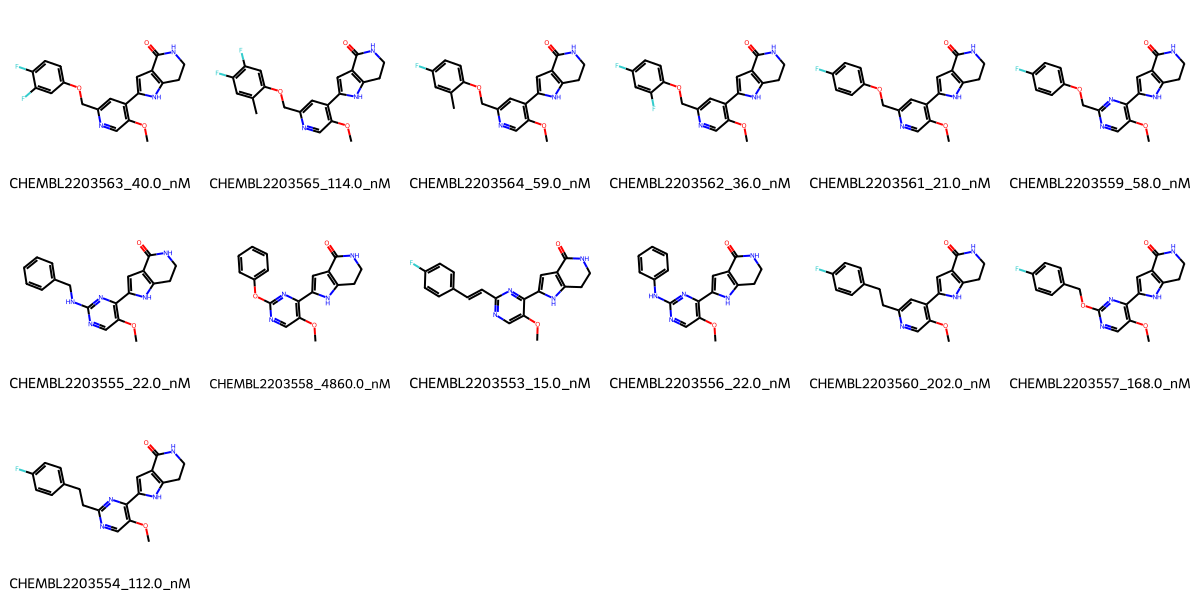 CHEMBL2203563_40.0_nM
CHEMBL2203565_114.0_nM
CHEMBL2203564_59.0_nM
CHEMBL2203562_36.0_nM
CHEMBL2203561_21.0_nM
CHEMBL2203559_58.0_nM
CHEMBL2203555_22.0_nM
CHEMBL2203558_4860.0_nM
CHEMBL2203553_15.0_nM
CHEMBL2203556_22.0_nM
CHEMBL2203560_202.0_nM
CHEMBL2203557_168.0_nM
CHEMBL2203554_112.0_nM